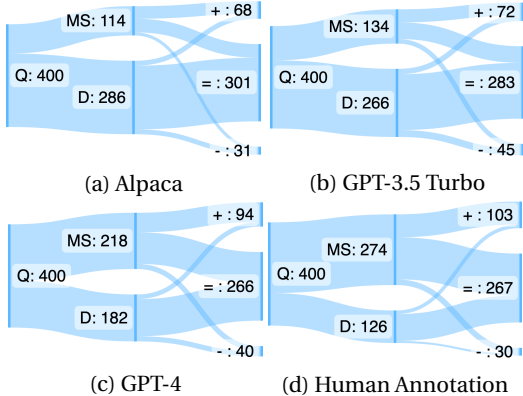 + : 68
MS: 114
Q: 400
= : 301
D: 286
- : 31
(a) Alpaca
+ : 72
MS: 134
Q: 400
= : 283
D: 266
- : 45
(b) GPT-3.5 Turbo
+ : 94
MS: 218
Q: 400
= : 266
D: 182
- : 40
(c) GPT-4
+ : 103
MS: 274
Q: 400
= : 267
D: 126
- : 30
(d) Human Annotation